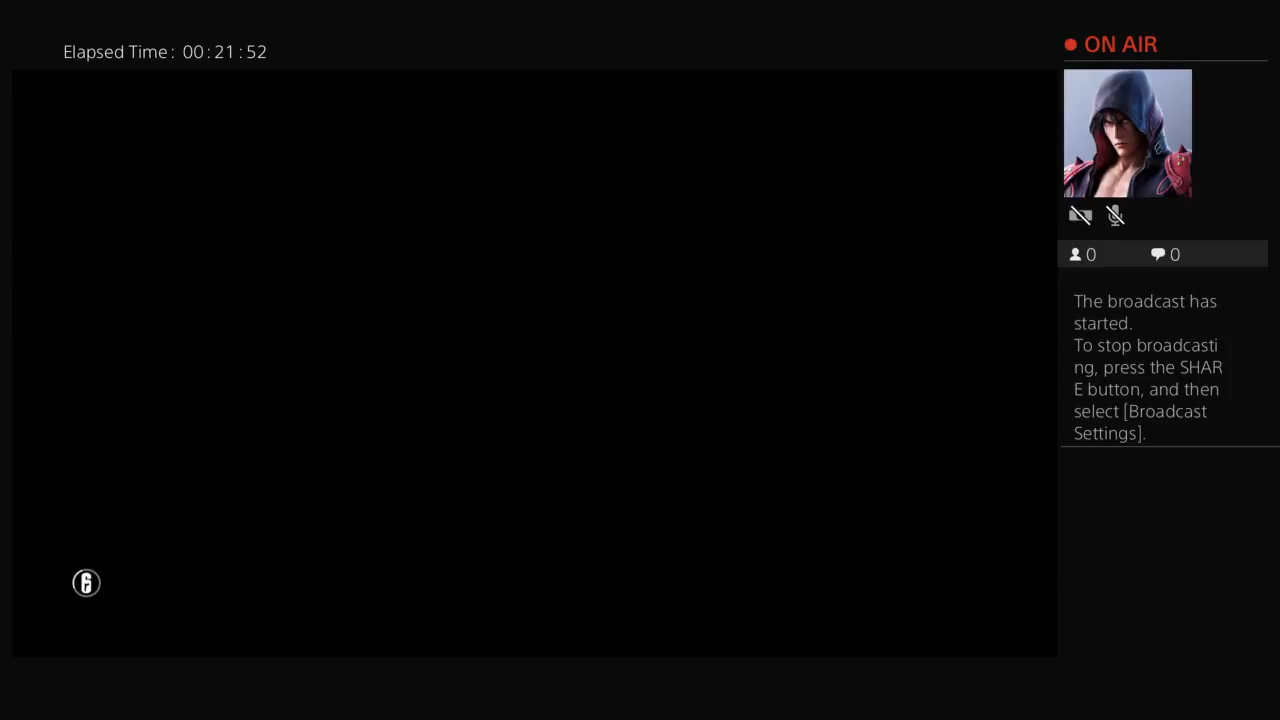 Elapsed Time: 00:21:52
ON AIR
0 0
The broadcast has
started.
To stop broadcasti
ng, press the SHAR
E button, and then
select [Broadcast
Settings].
6